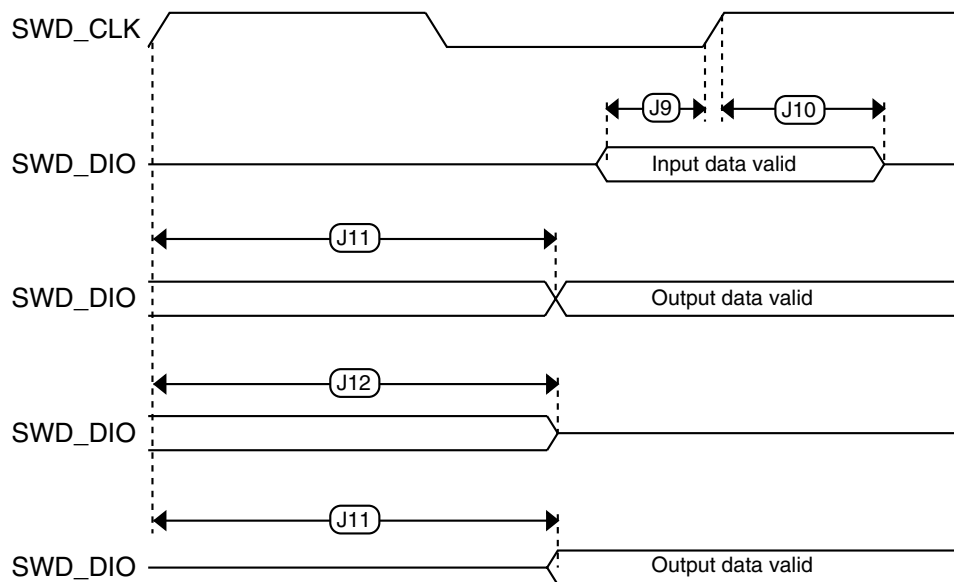 SWD_CLK
J9
J10
SWD_DIO
Input data valid
J11
SWD_DIO
Output data valid
J12
SWD_DIO
J11
SWD_DIO
Output data valid